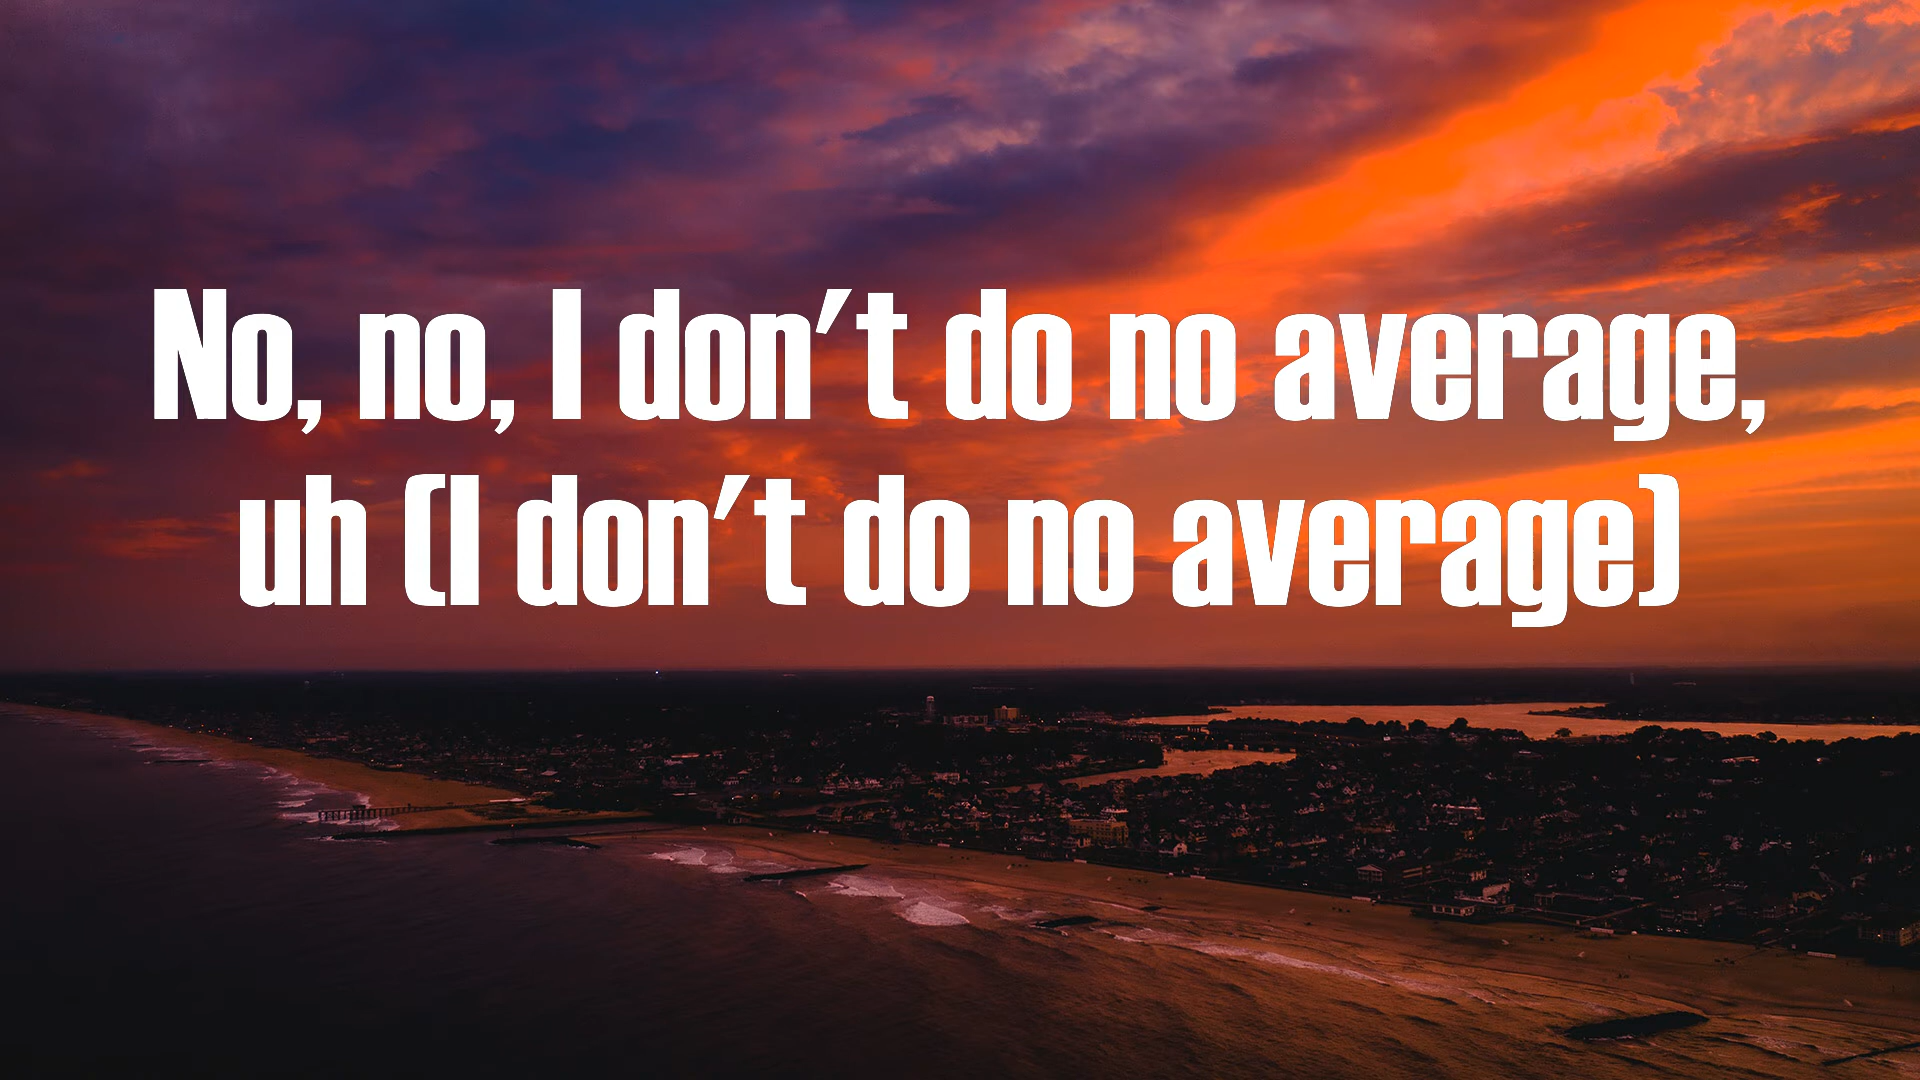 No, no, I don't do no average,
uh (I don't do no average)